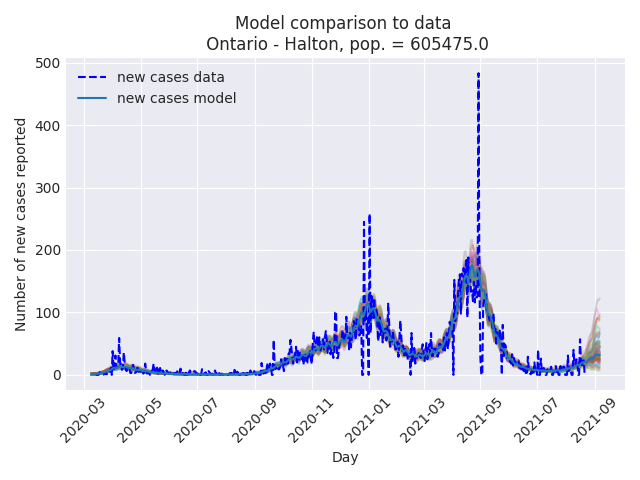 Model comparison to data
Ontario - Halton, pop. = 605475.0
new cases data
new cases model
Number of new cases reported
500
400
300
200
100
0
2020-03
2020-05
2020-07
2020-09
2020-11
2021-01
2021-03
2021-05
2021-07
2021-09
Day